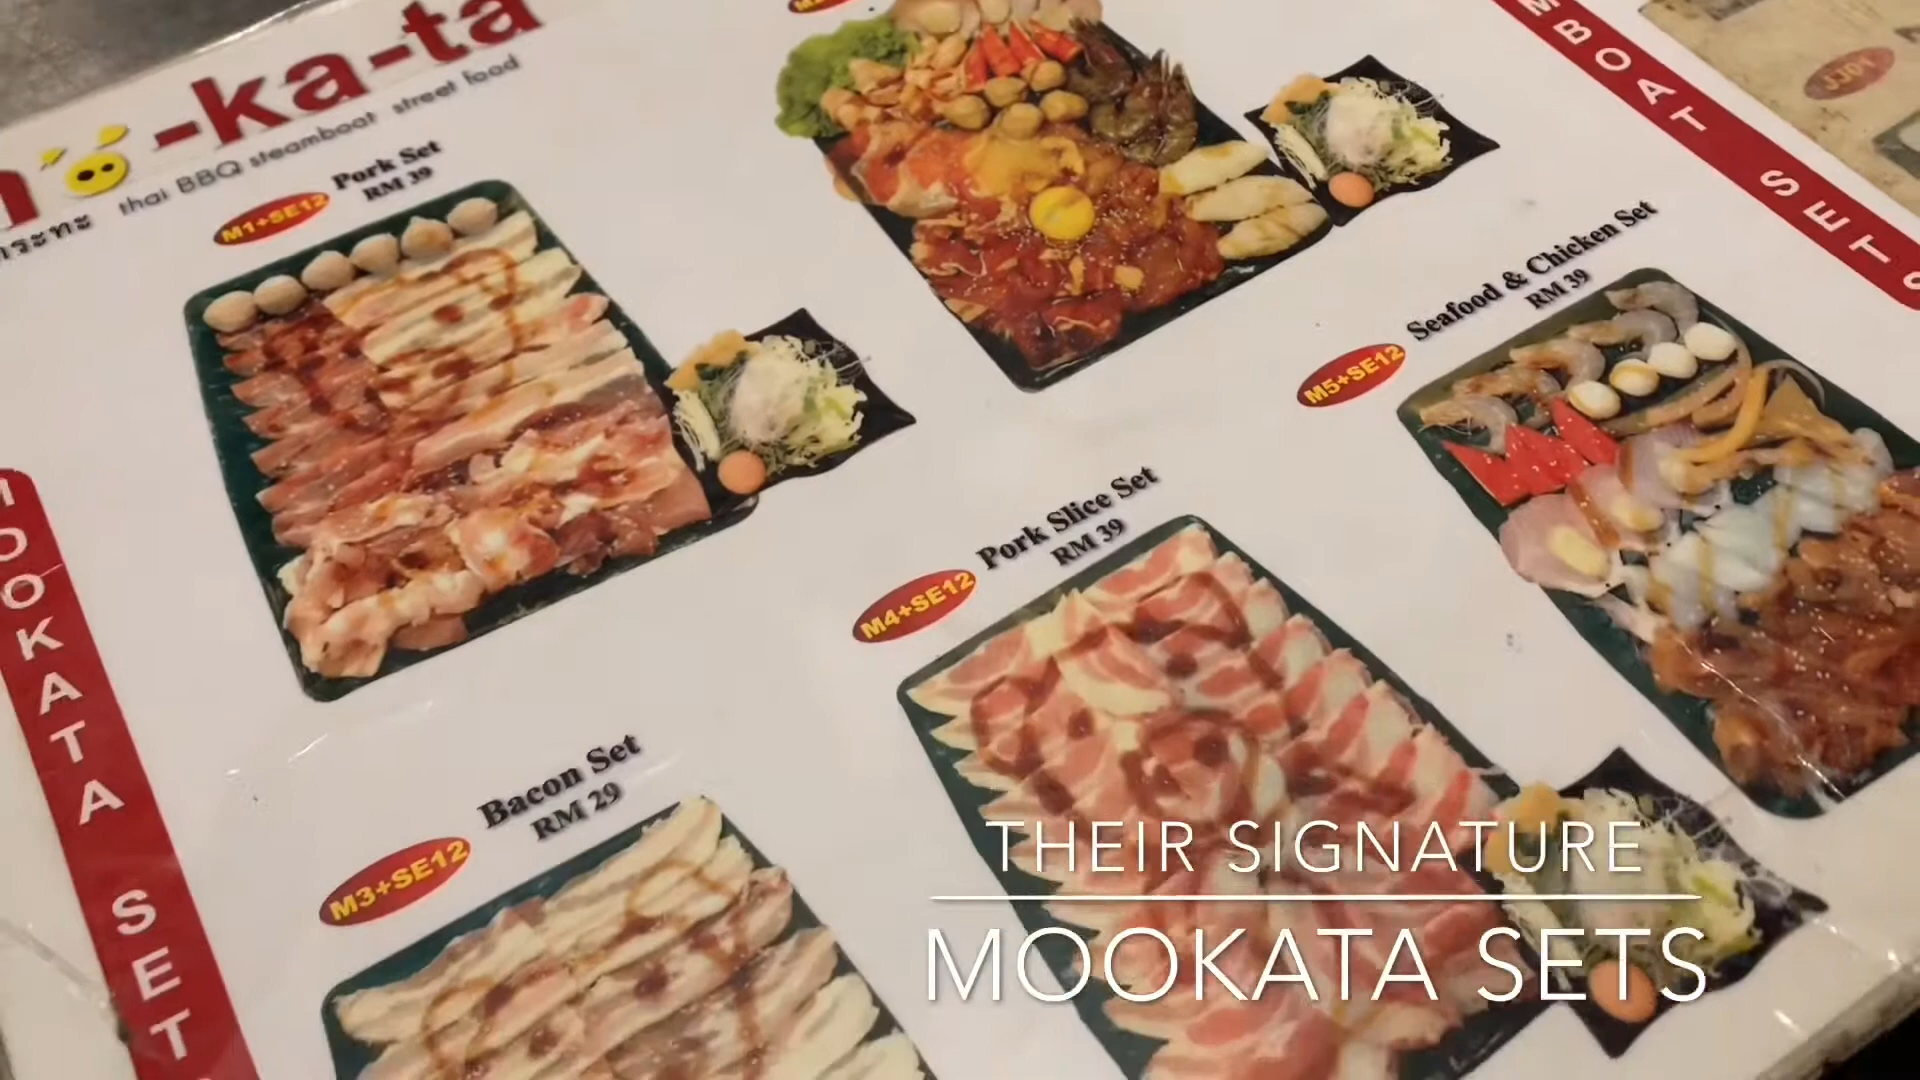 -ka-ta
thai BBQ steamboat street food
Pork Set
RM 39
M1+SE12
Seafood & Chicken Set
RM 39
M5+SE12
Pork Slice Set
RM 39
M4+SE12
Bacon Set
RM 29
M3+SE12
MOOKATA SET
BOAT SETS
JJ01
THEIR SIGNATURE
MOOKATA SETS